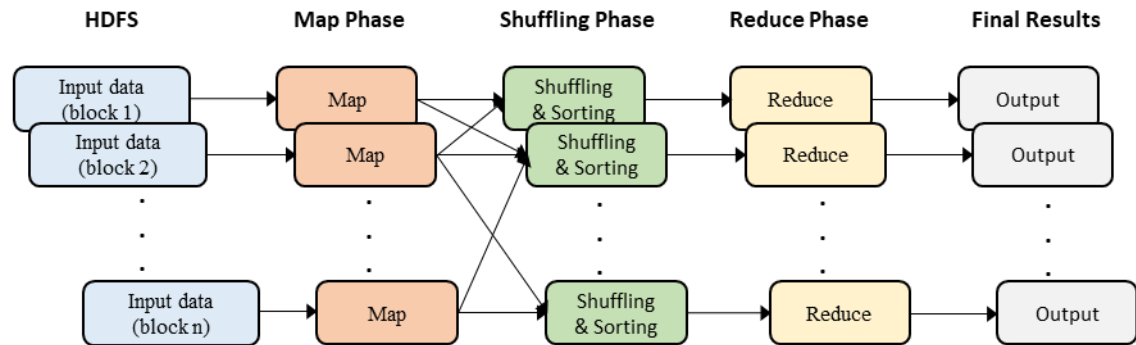 HDFS
Map Phase
Shuffling Phase
Reduce Phase
Final Results
Input data
(block 1)
Map
Shuffling
& Sorting
Reduce
Output
Input data
(block 2)
Map
Shuffling
& Sorting
Reduce
Output
Input data
(block n)
Map
Shuffling
& Sorting
Reduce
Output